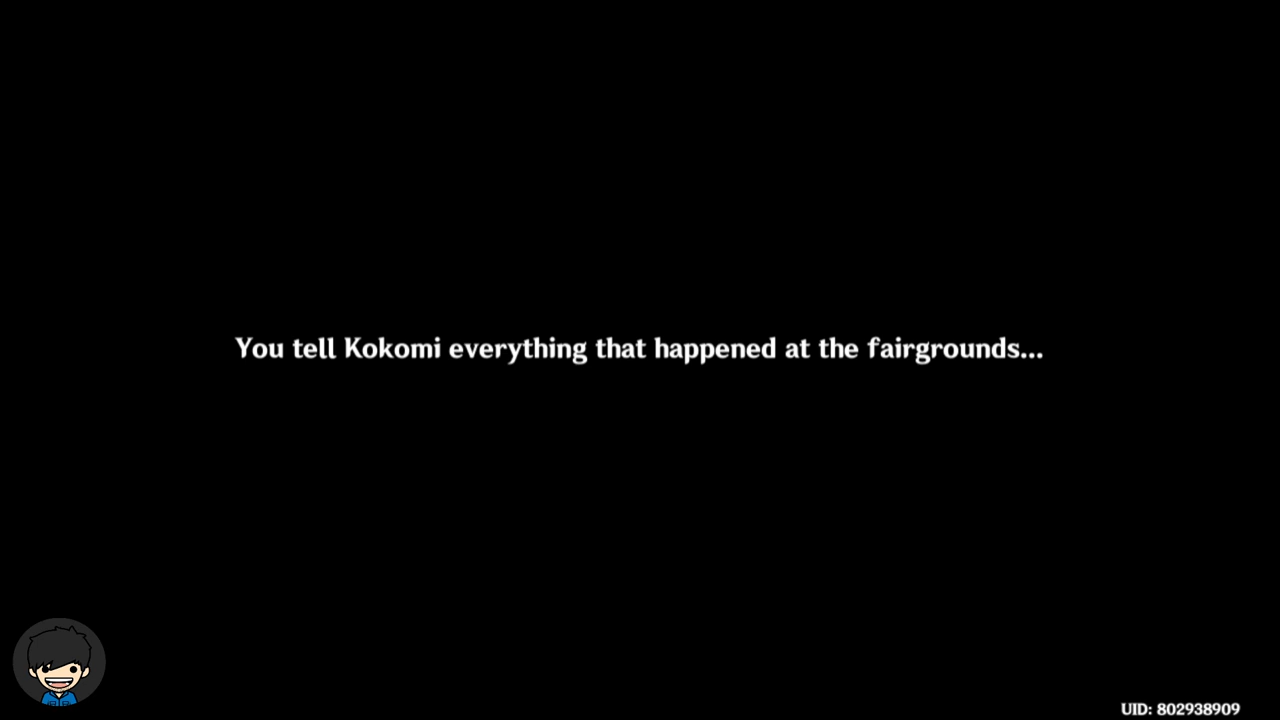 You tell Kokomi everything that happened at the fairgrounds...
UID: 802938909